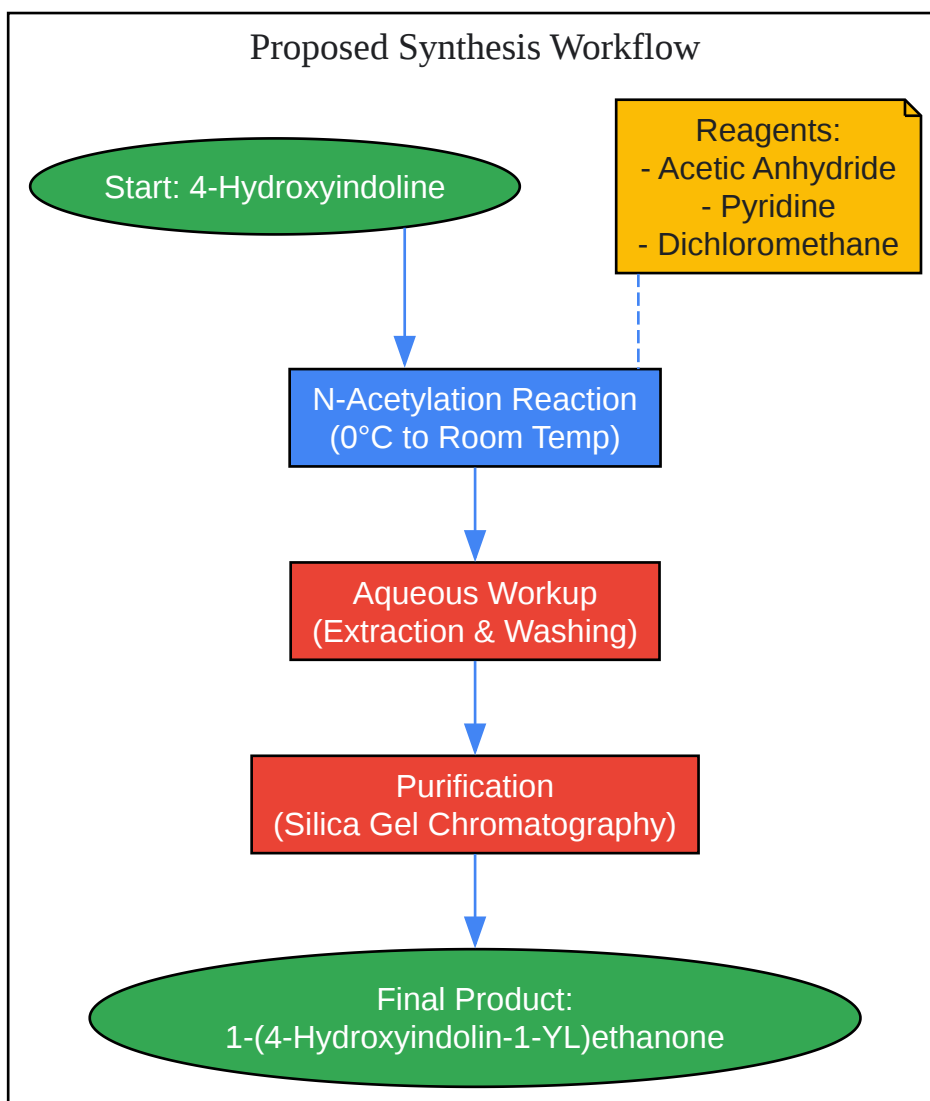 Proposed Synthesis Workflow
Reagents:
- Acetic Anhydride
- Pyridine
- Dichloromethane
Start: 4-Hydroxyindoline
N-Acetylation Reaction
(0°C to Room Temp)
Aqueous Workup
(Extraction & Washing)
Purification
(Silica Gel Chromatography)
Final Product:
1-(4-Hydroxyindolin-1-YL)ethanone